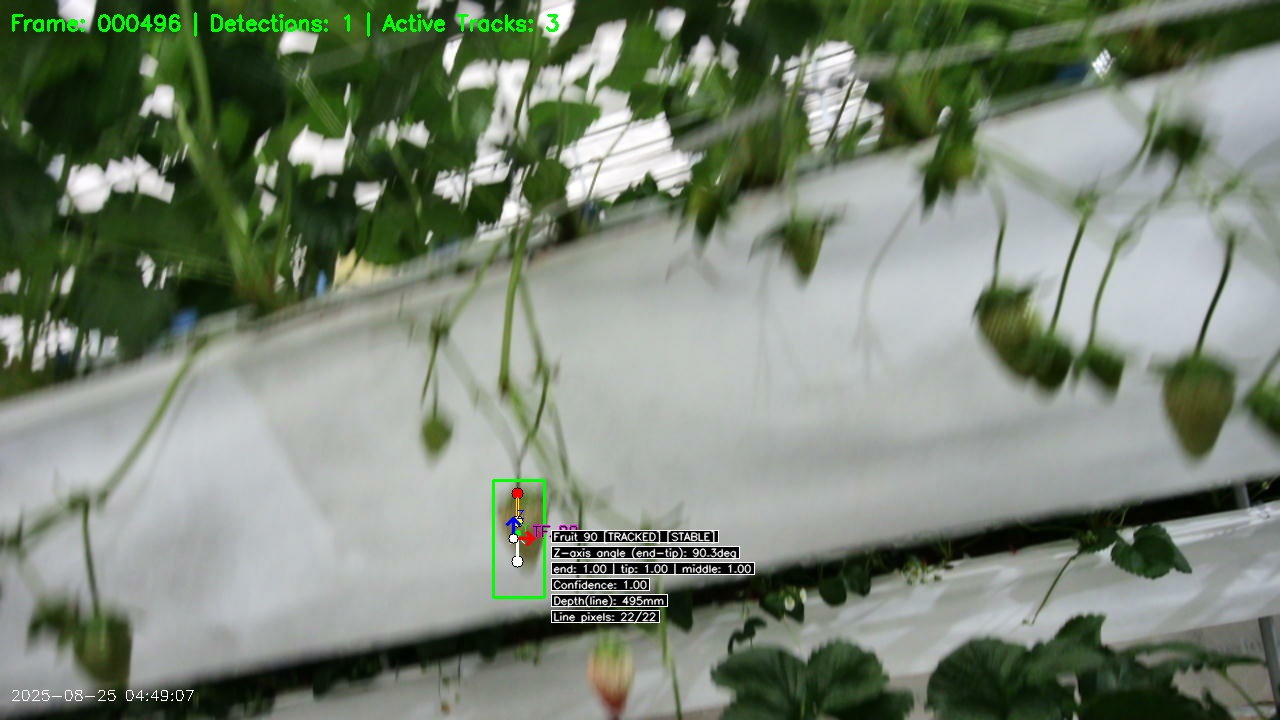 Frame: 000496 | Detections: 1 | Active Tracks: 3
Fruit 90 [TRACKED] [STABLE]
Z-axis angle (end-tip): 90.3deg
end: 1.00 | tip: 1.00 | middle: 1.00
Confidence: 1.00
Depth(line): 495mm
Line pixels: 22/22
2025-08-25 04:49:07